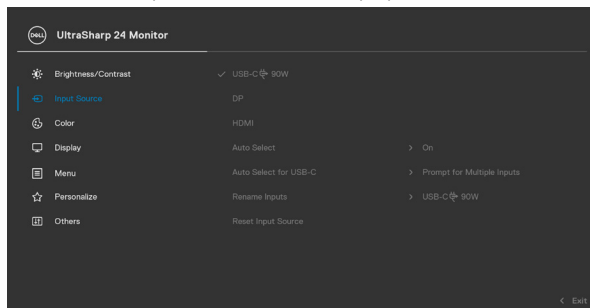 DELL UltraSharp 24 Monitor
Brightness/Contrast USB-C 90W
Input Source DP
Color HDMI
Display Auto Select On
Menu Auto Select for USB-C Prompt for Multiple Inputs
Personalize Rename Inputs USB-C 90W
Others Reset Input Source
Exit